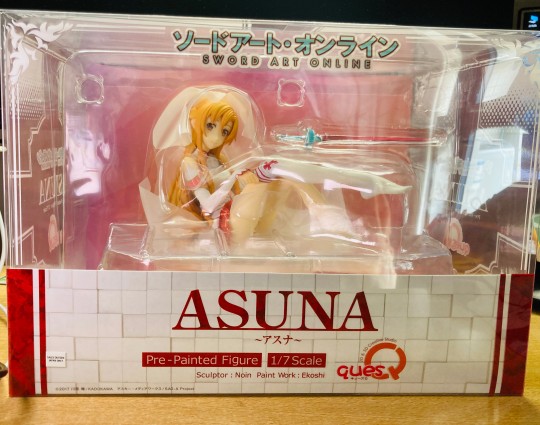 ソードアート・オンライン
SWORD ART ONLINE
ASUNA
~アスナ~
Pre-Painted Figure 1/7 Scale
Sculptor : Noin Paint Work : Ekoshi
quesQ